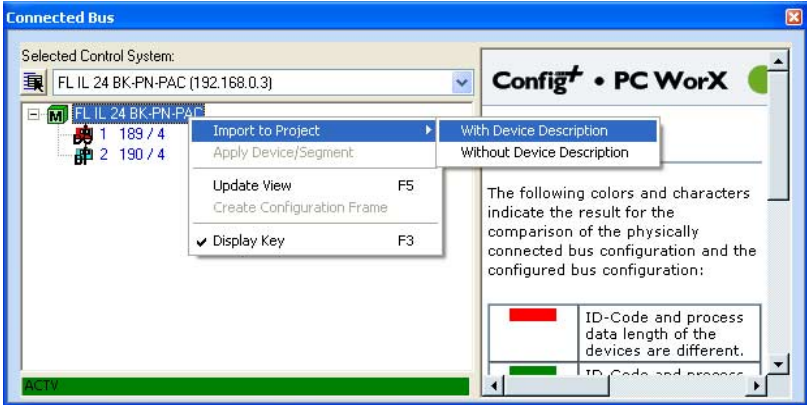 Connected Bus
Selected Control System:
FL IL 24 BK-PN-PAC (192.168.0.3)
FL IL 24 BK-PN-PAC
1 189 / 4
2 190 / 4
Import to Project
Apply Device/Segment
Update View F5
Create Configuration Frame
Display Key F3
With Device Description
Without Device Description
ACTV
Config+ • PC WorX
The following colors and characters
indicate the result for the
comparison of the physically
connected bus configuration and the
configured bus configuration:
ID-Code and process
data length of the
devices are different.
ID-Code and process